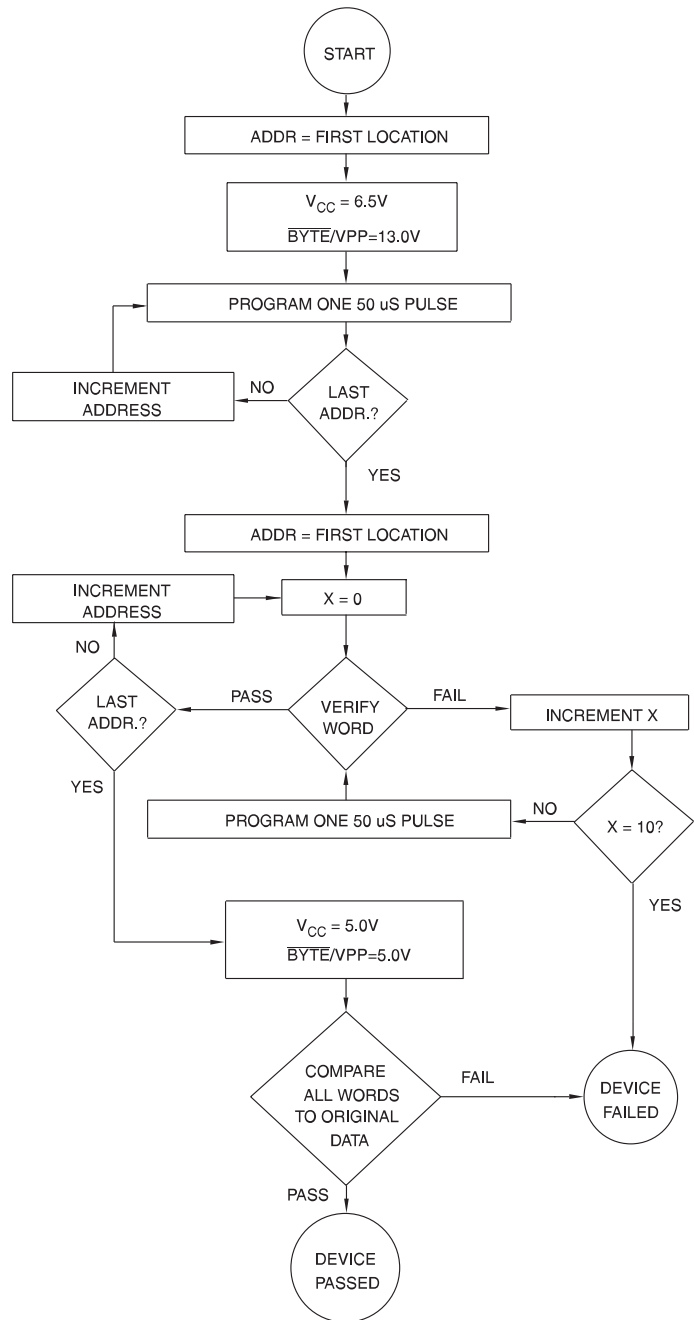 START
ADDR = FIRST LOCATION
VCC = 6.5V
BYTE/VPP=13.0V
PROGRAM ONE 50 uS PULSE
INCREMENT
ADDRESS
NO
LAST
ADDR.?
YES
ADDR = FIRST LOCATION
INCREMENT
ADDRESS
X = 0
NO
LAST
ADDR.?
PASS
VERIFY
WORD
FAIL
INCREMENT X
YES
PROGRAM ONE 50 uS PULSE
NO
X = 10?
YES
VCC = 5.0V
BYTE/VPP=5.0V
COMPARE
ALL WORDS
TO ORIGINAL
DATA
FAIL
DEVICE
FAILED
PASS
DEVICE
PASSED